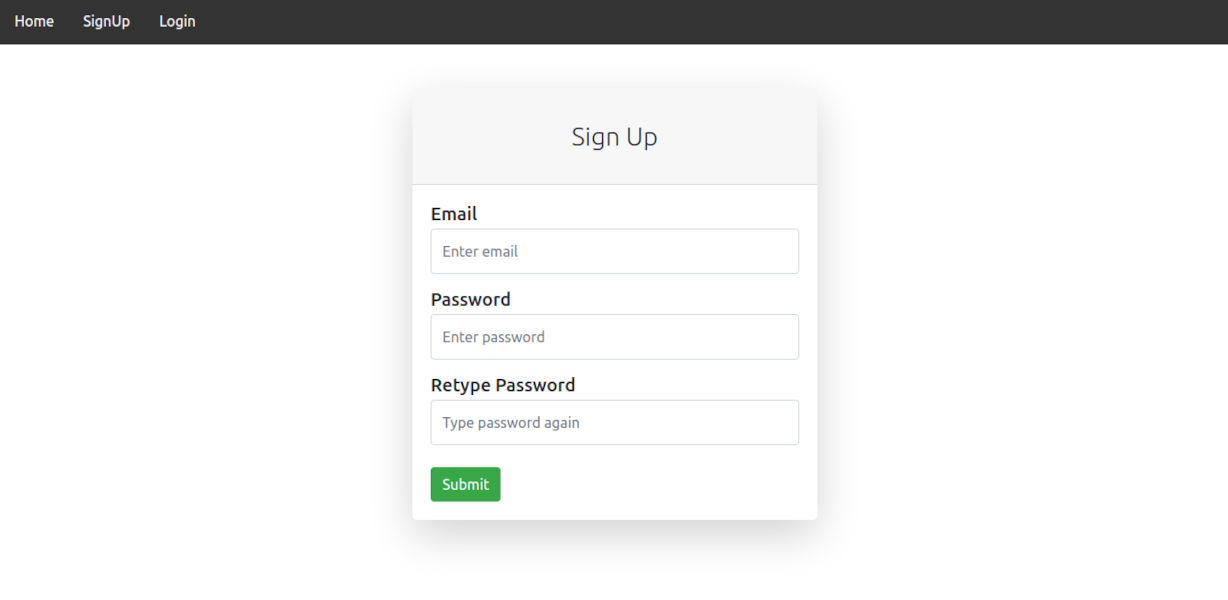 Home SignUp Login
Sign Up
Email
Enter email
Password
Enter password
Retype Password
Type password again
Submit